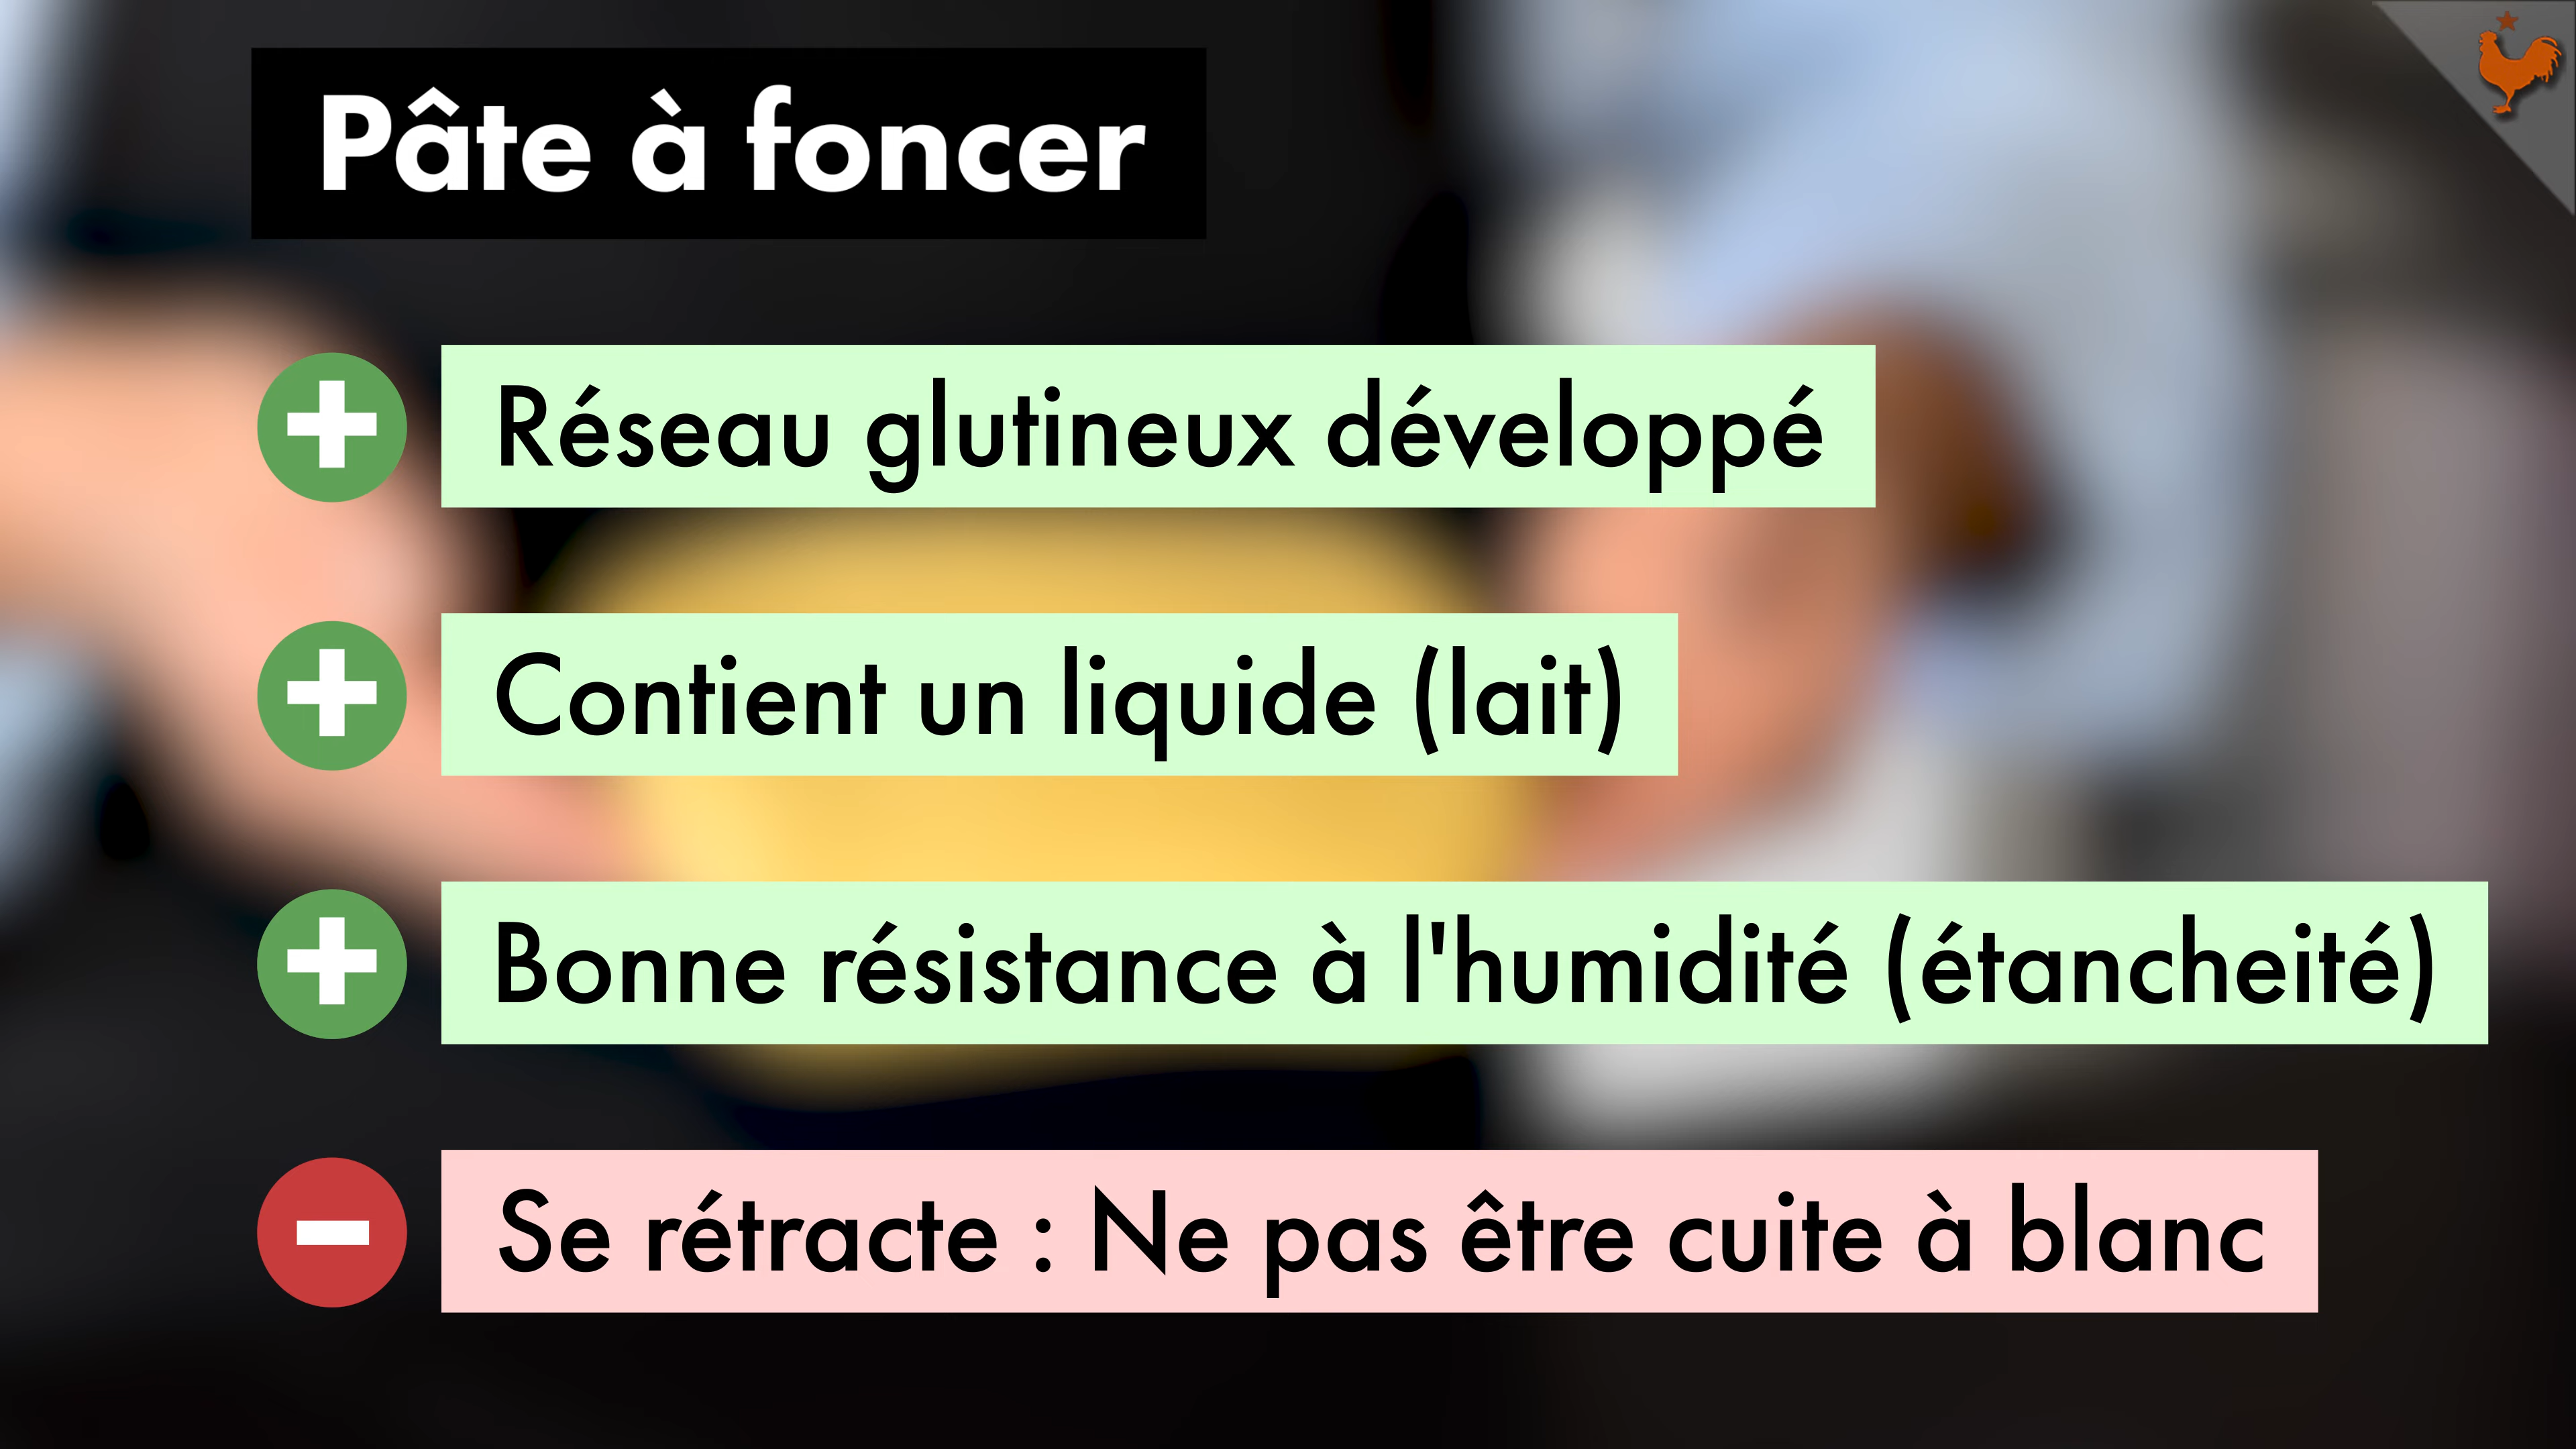 Pâte à foncer
Réseau glutineux développé
Contient un liquide (lait)
Bonne résistance à l'humidité (étancheité)
Se rétracte : Ne pas être cuite à blanc